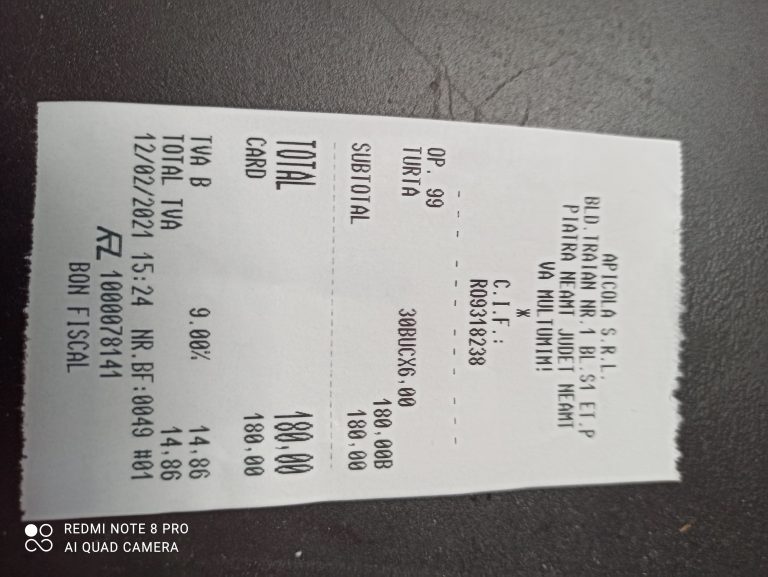 APICOLA S.R.L.
BLD.TRAIAN NR.1 BL.S1 ET.P
PIATRA NEAMT JUDET NEAMT
VA MULTUMIM!
*
C.I.F.:
RO9318238
- - - - - - - - - - - -
OP. 99
TURTA
30BUCX6,00
180,00B
SUBTOTAL 180,00
TOTAL 180,00
CARD 180,00
TVA B 9.00% 14,86
TOTAL TVA 14,86
12/02/2021 15:24 NR.BF:0049 #01
1000078141
BON FISCAL
REDMI NOTE 8 PRO
AI QUAD CAMERA